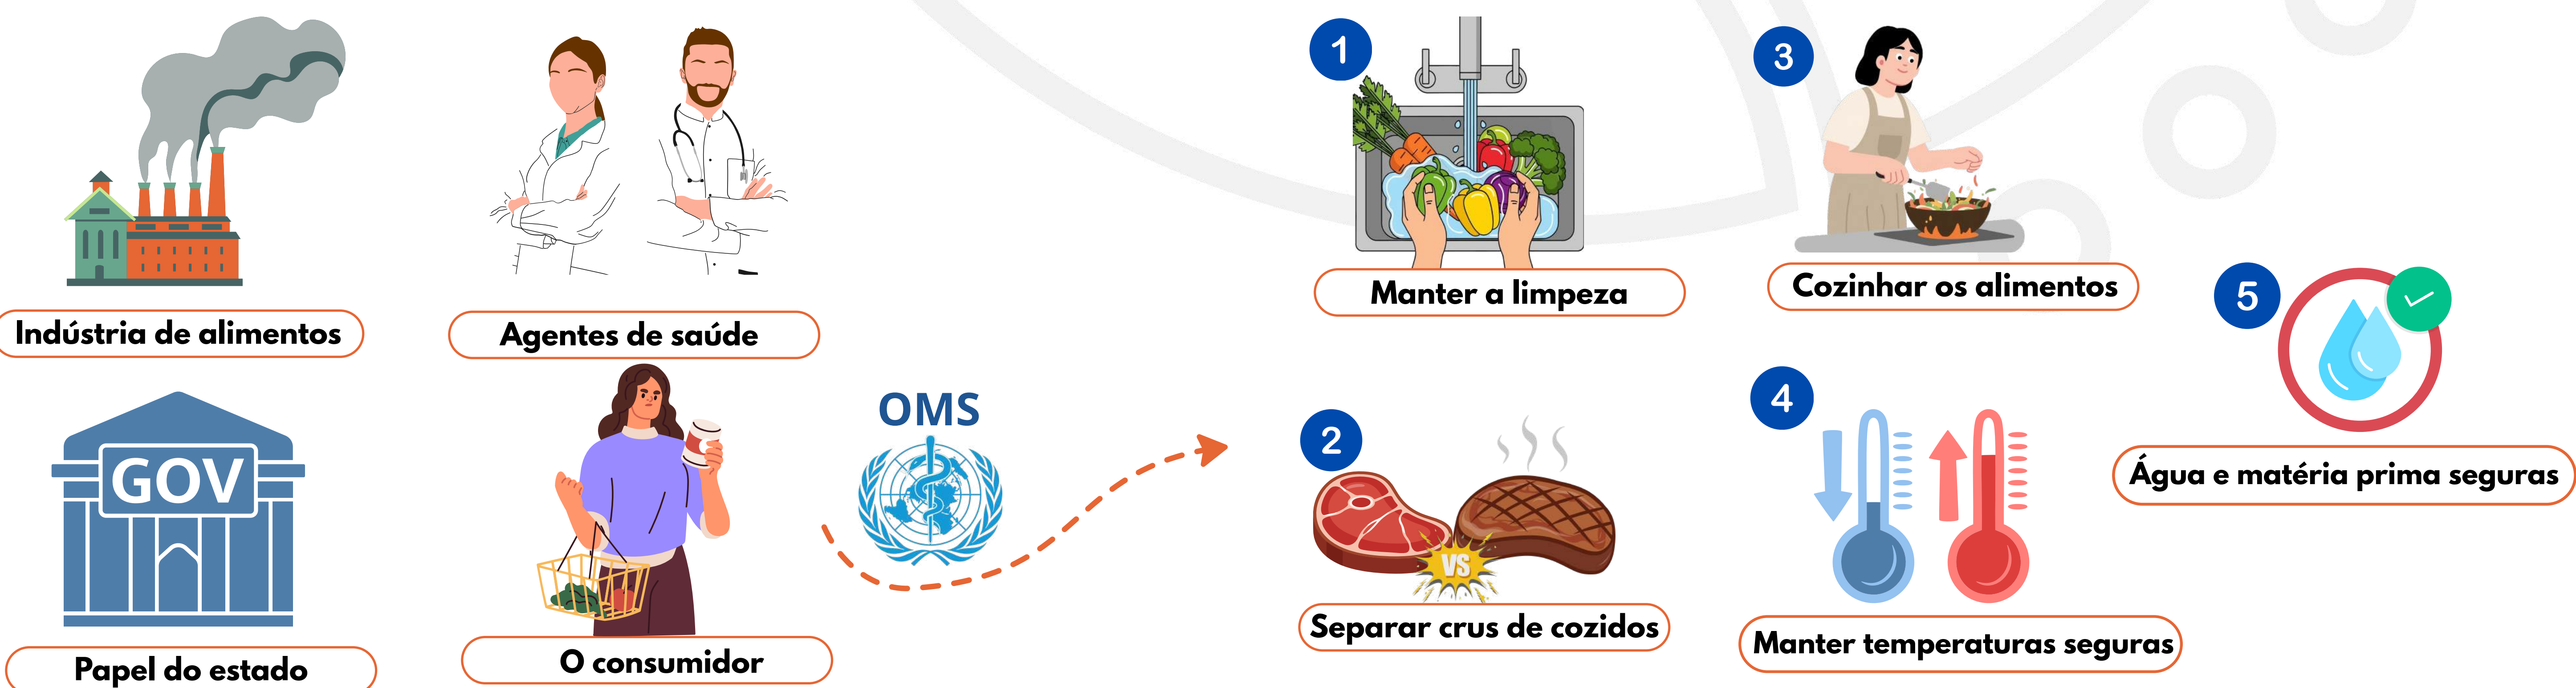 Indústria de alimentos
Agentes de saúde
GOV
Papel do estado
O consumidor
OMS
1
Manter a limpeza
2
VS
Separar crus de cozidos
3
Cozinhar os alimentos
4
Manter temperaturas seguras
5
Água e matéria prima seguras